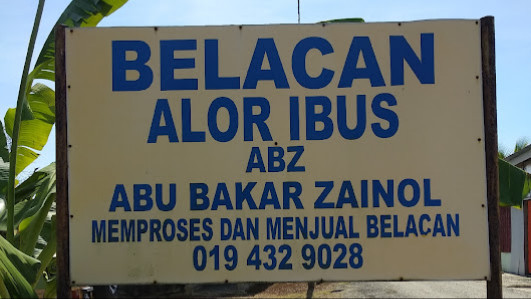 BELACAN
ALOR IBUS
ABZ
ABU BAKAR ZAINOL
MEMPROSES DAN MENJUAL BELACAN
019 432 9028